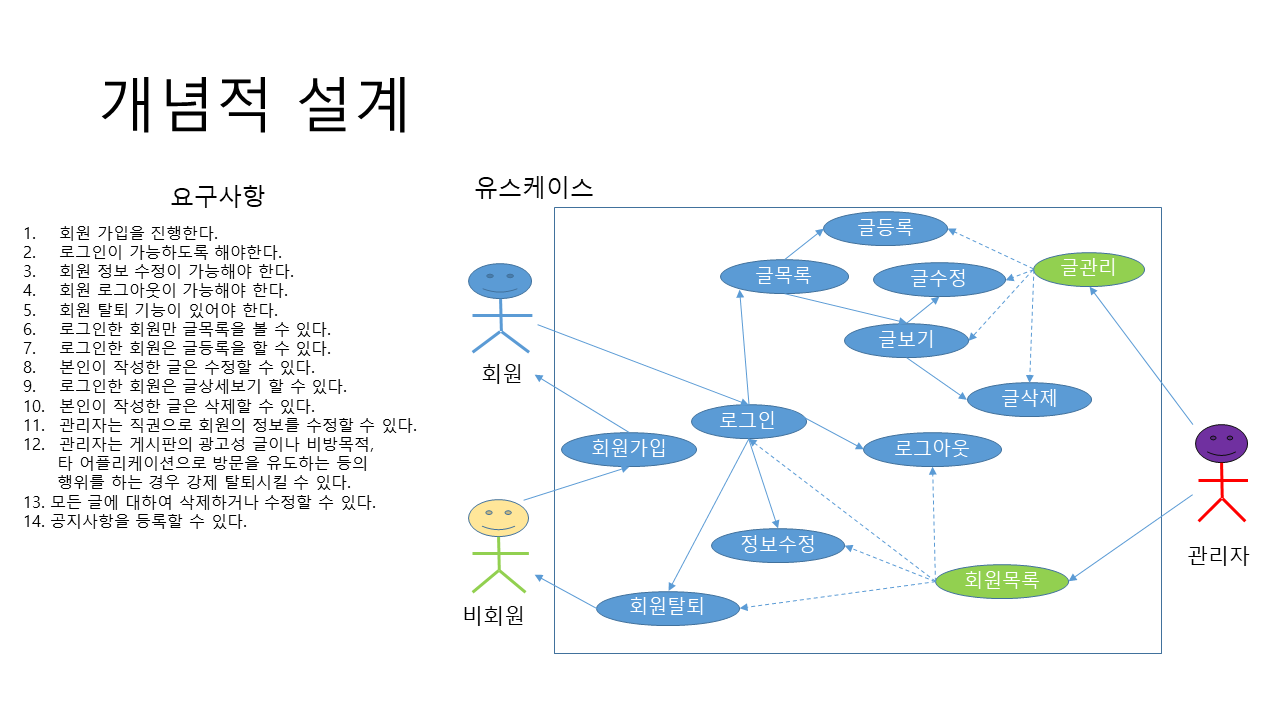 개념적 설계
요구사항
1. 회원 가입을 진행한다.
2. 로그인이 가능하도록 해야한다.
3. 회원 정보 수정이 가능해야 한다.
4. 회원 로그아웃이 가능해야 한다.
5. 회원 탈퇴 기능이 있어야 한다.
6. 로그인한 회원만 글목록을 볼 수 있다.
7. 로그인한 회원은 글등록을 할 수 있다.
8. 본인이 작성한 글은 수정할 수 있다.
9. 로그인한 회원은 글상세보기 할 수 있다.
10. 본인이 작성한 글은 삭제할 수 있다.
11. 관리자는 직권으로 회원의 정보를 수정할 수 있다.
12. 관리자는 게시판의 광고성 글이나 비방목적,
타 어플리케이션으로 방문을 유도하는 등의
행위를 하는 경우 강제 탈퇴시킬 수 있다.
13. 모든 글에 대하여 삭제하거나 수정할 수 있다.
14. 공지사항을 등록할 수 있다.
유스케이스
글등록
글목록
글수정
글관리
글보기
회원
글삭제
로그인
회원가입
로그아웃
정보수정
관리자
회원목록
회원탈퇴
비회원